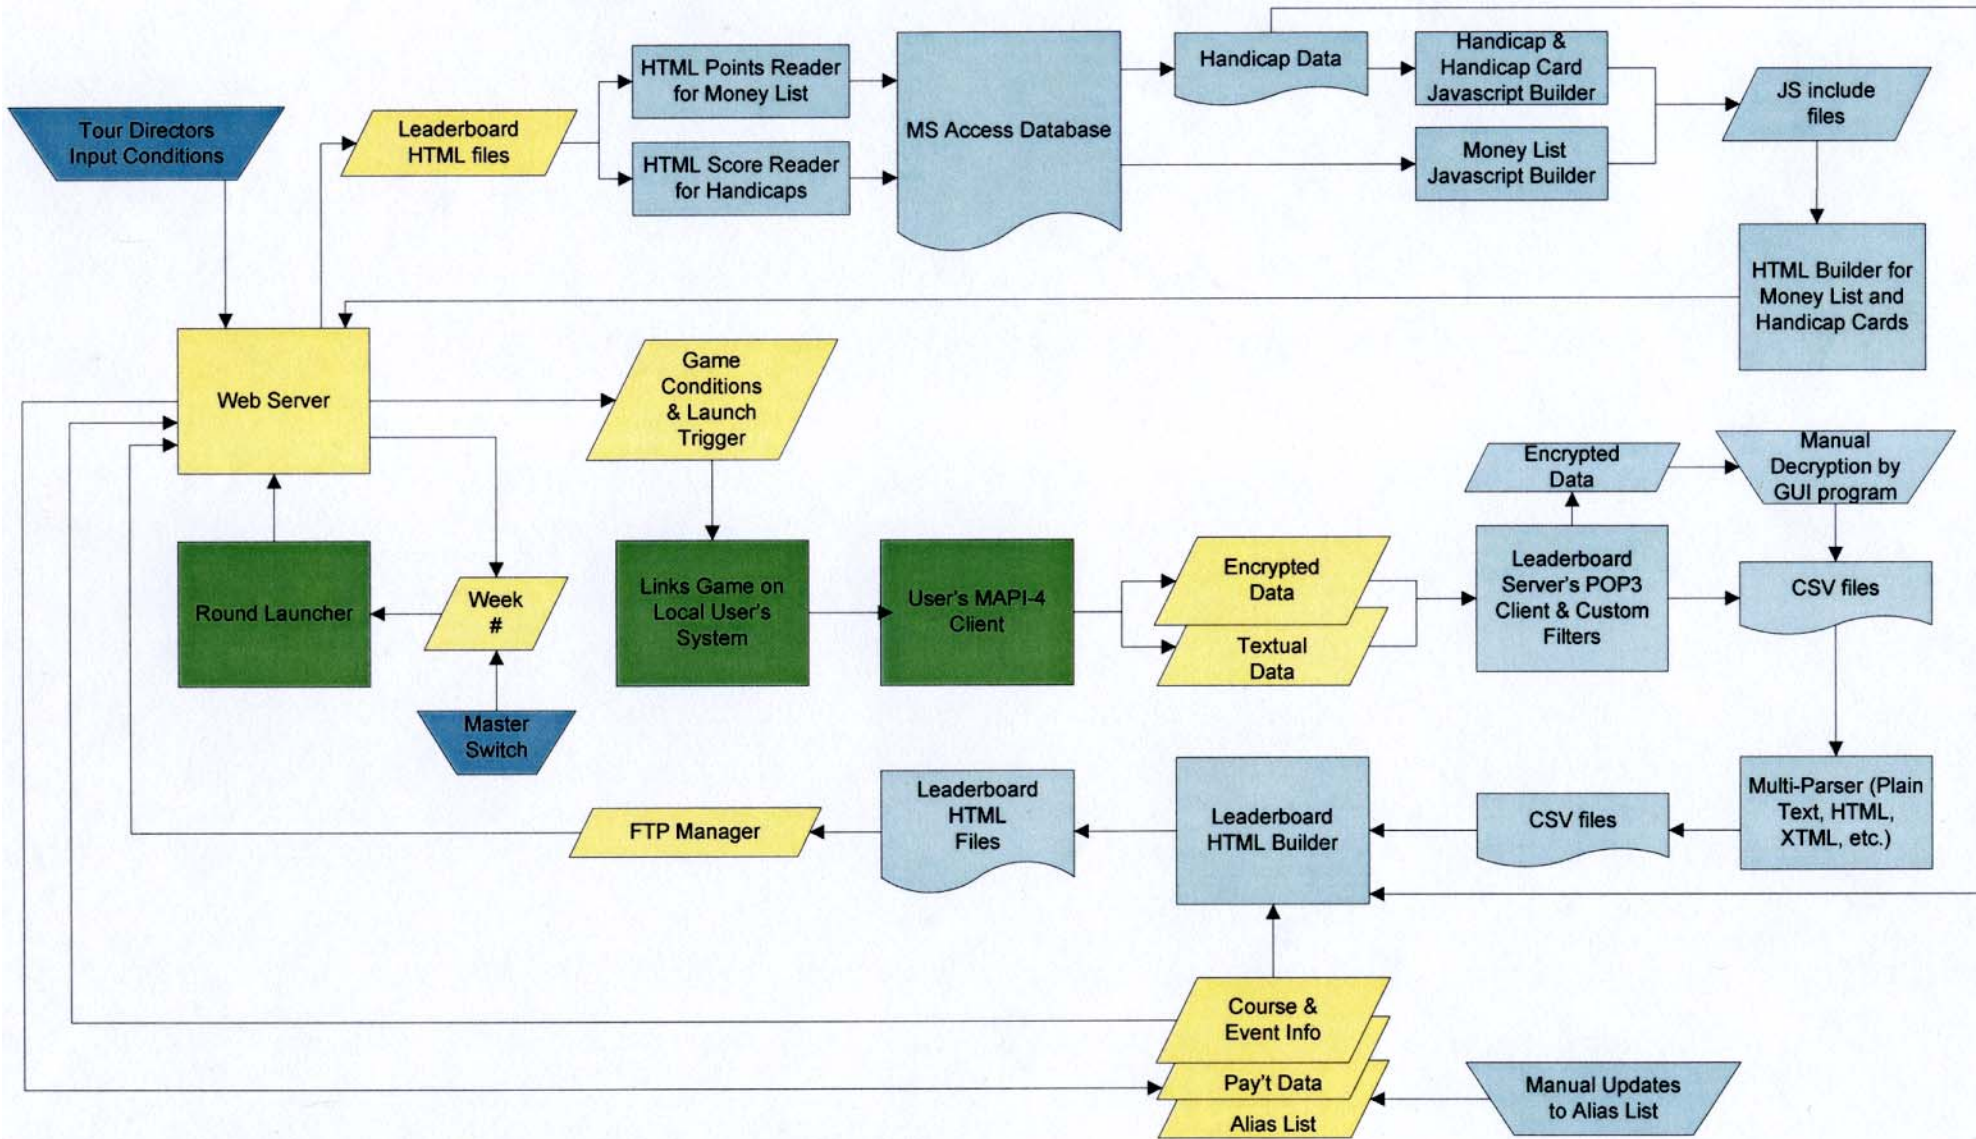 Tour Directors
Input Conditions
Leaderboard
HTML files
HTML Points Reader
for Money List
HTML Score Reader
for Handicaps
MS Access Database
Handicap Data
Handicap &
Handicap Card
Javascript Builder
Money List
Javascript Builder
JS include
files
HTML Builder for
Money List and
Handicap Cards
Web Server
Game
Conditions
& Launch
Trigger
Encrypted
Data
Manual
Decryption by
GUI program
Round Launcher
Week
#
Master
Switch
Links Game on
Local User's
System
User's MAPI-4
Client
Encrypted
Data
Textual
Data
Leaderboard
Server's POP3
Client & Custom
Filters
CSV files
Multi-Parser (Plain
Text, HTML,
XTML, etc.)
CSV files
Leaderboard
HTML Builder
Leaderboard
HTML
Files
FTP Manager
Course &
Event Info
Pay't Data
Alias List
Manual Updates
to Alias List